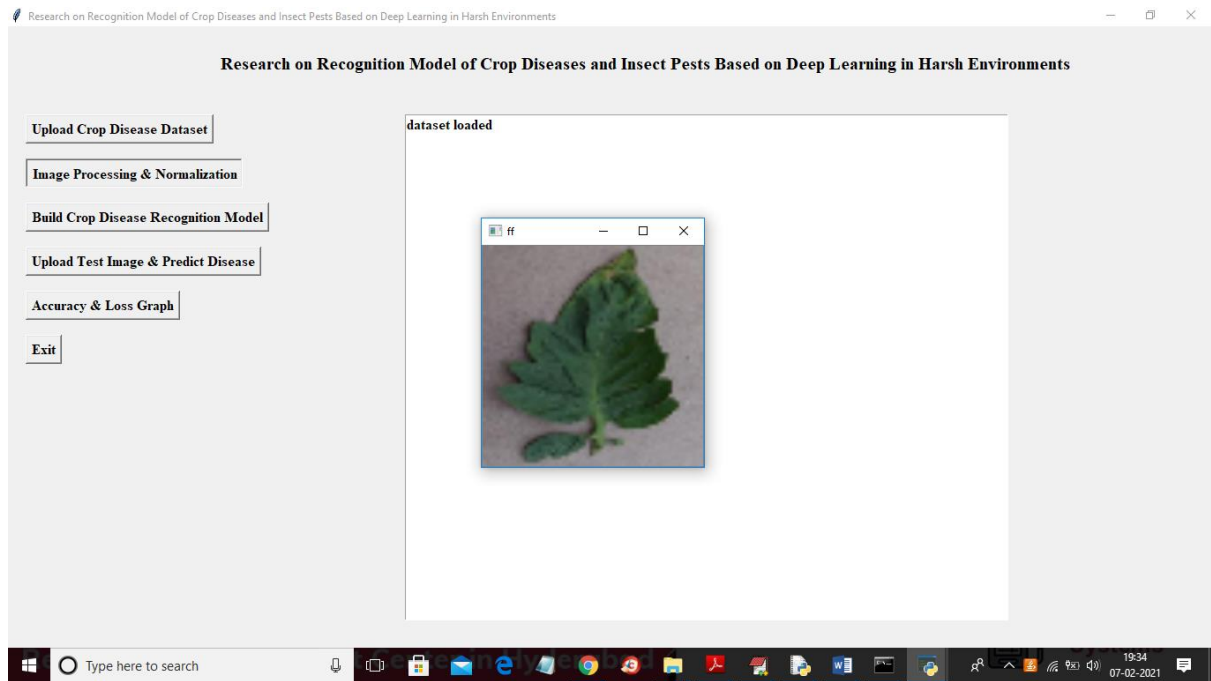 Research on Recognition Model of Crop Diseases and Insect Pests Based on Deep Learning in Harsh Environments
Research on Recognition Model of Crop Diseases and Insect Pests Based on Deep Learning in Harsh Environments
Upload Crop Disease Dataset
Image Processing & Normalization
Build Crop Disease Recognition Model
Upload Test Image & Predict Disease
Accuracy & Loss Graph
Exit
dataset loaded
ff
Type here to search
19:34
07-02-2021